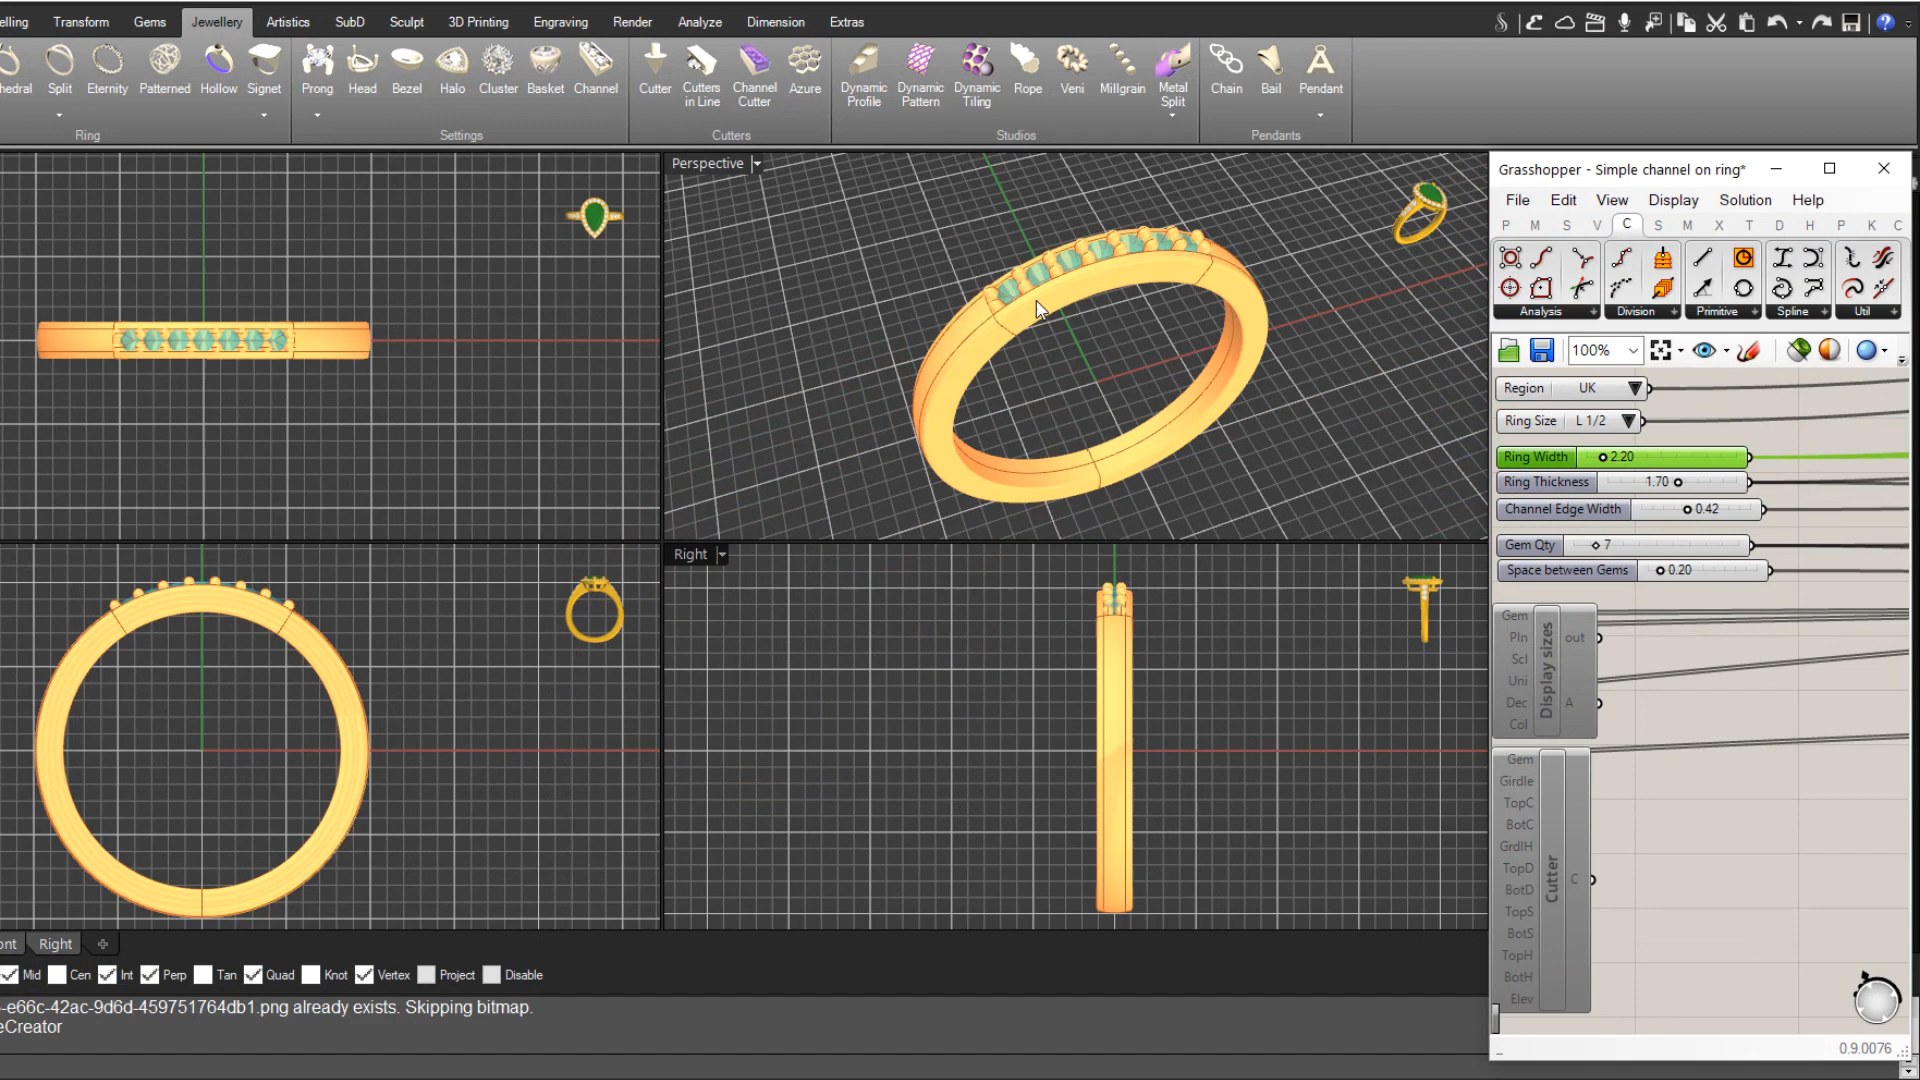 elling Transform Gems Jewellery Artistics SubD Sculpt 3D Printing Engraving Render Analyze Dimension Extras
hedral Split Eternity Patterned Hollow Signet Prong Head Bezel Halo Cluster Basket Channel Cutter Cutters in Line Channel Cutter Azure Dynamic Profile Dynamic Pattern Dynamic Tiling Rope Veni Millgrain Metal Split Chain Bail Pendant
Ring Settings Cutters Studios Pendants
Perspective
Right
Grasshopper - Simple channel on ring*
File Edit View Display Solution Help
P M S V C S M X T D H P K C
Analysis Division Primitive Spline Util
100%
Region UK
Ring Size L 1/2
Ring Width 2.20
Ring Thickness 1.70
Channel Edge Width 0.42
Gem Qty 7
Space between Gems 0.20
Gem
Pln
Scl
Uni
Dec
Col
Display sizes
out
A
Gem
Girdle
TopC
BotC
GrdlH
TopD
BotD
TopS
BotS
TopH
BotH
Elev
Cutter
C
0.9.0076
ont Right
Mid Cen Int Perp Tan Quad Knot Vertex Project Disable
-e66c-42ac-9d6d-459751764db1.png already exists. Skipping bitmap.
eCreator